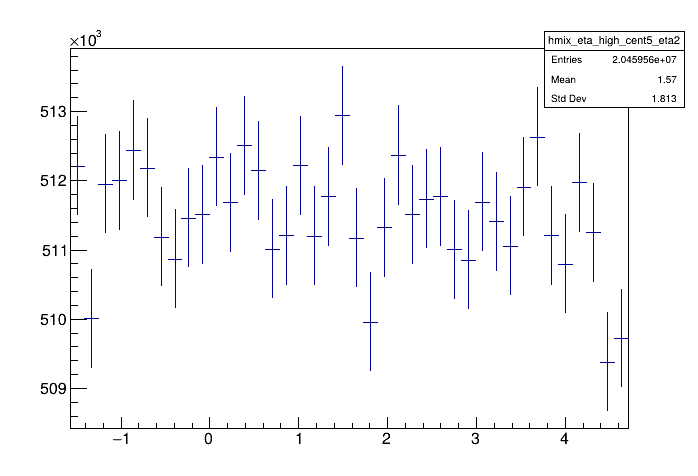 ×10³
hmix_eta_high_cent5_eta2
Entries 2.045956e+07
Mean 1.57
Std Dev 1.813
513
512
511
510
509
−1 0 1 2 3 4